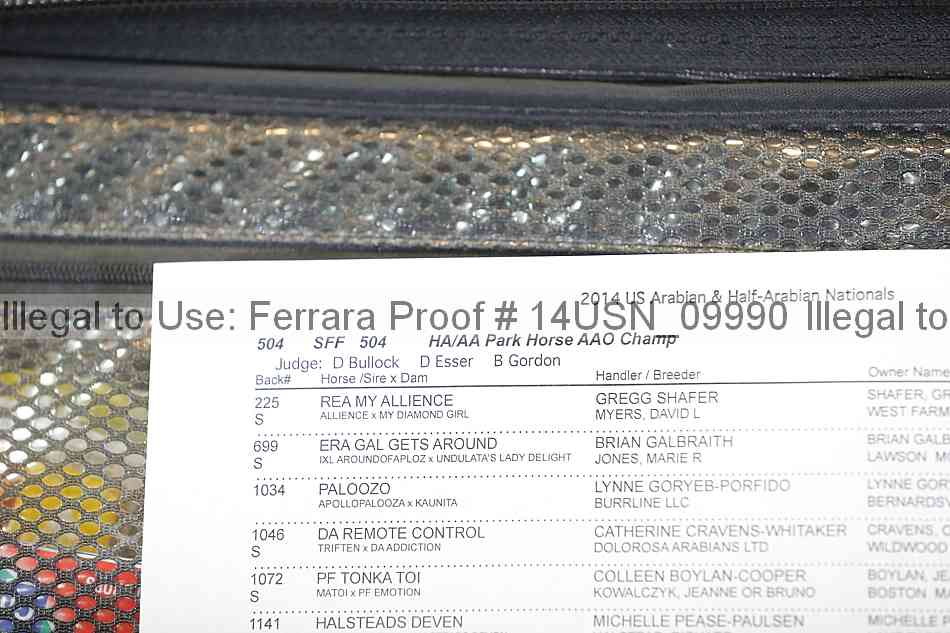 2014 US Arabian & Half-Arabian Nationals
Illegal to Use: Ferrara Proof # 14USN_09990 Illegal to
504 SFF 504 HA/AA Park Horse AAO Champ
Judge: D Bullock D Esser B Gordon
Back# Horse /Sire x Dam Handler / Breeder Owner Name
225 REA MY ALLIENCE GREGG SHAFER SHAFER, GR
S ALLIENCE x MY DIAMOND GIRL MYERS, DAVID L WEST FARM
699 ERA GAL GETS AROUND BRIAN GALBRAITH BRIAN GALB
S IXL AROUNDOFAPLOZ x UNDULATA'S LADY DELIGHT JONES, MARIE R LAWSON MO
1034 PALOOZO LYNNE GORYEB-PORFIDO LYNNE GORY
APOLLOPALOOZA x KAUNITA BURRLINE LLC BERNARDS
1046 DA REMOTE CONTROL CATHERINE CRAVENS-WHITAKER CRAVENS, C
S TRIFTEN x DA ADDICTION DOLOROSA ARABIANS LTD WILDWOOD
1072 PF TONKA TOI COLLEEN BOYLAN-COOPER BOYLAN, JE
S MATOI x PF EMOTION KOWALCZYK, JEANNE OR BRUNO BOSTON MA
1141 HALSTEADS DEVEN MICHELLE PEASE-PAULSEN MICHELLE P